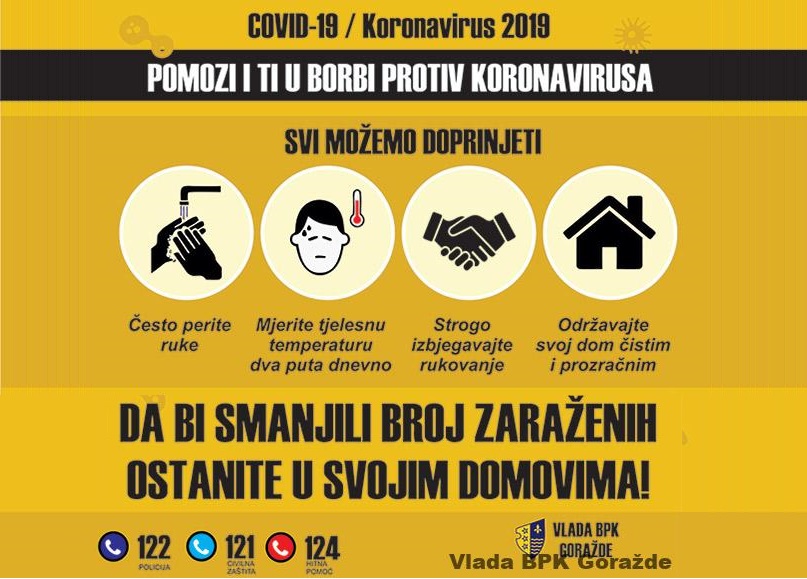 COVID-19 / Koronavirus 2019
POMOZI I TI U BORBI PROTIV KORONAVIRUSA
SVI MOŽEMO DOPRINJETI
Često perite
ruke
Mjerite tjelesnu
temperaturu
dva puta dnevno
Strogo
izbjegavajte
rukovanje
Održavajte
svoj dom čistim
i prozračnim
DA BI SMANJILI BROJ ZARAŽENIH
OSTANITE U SVOJIM DOMOVIMA!
122
POLICIJA
121
CIVILNA
ZAŠTITA
124
HITNA
POMOĆ
VLADA BPK
GORAŽDE
Vlada BPK Goražde